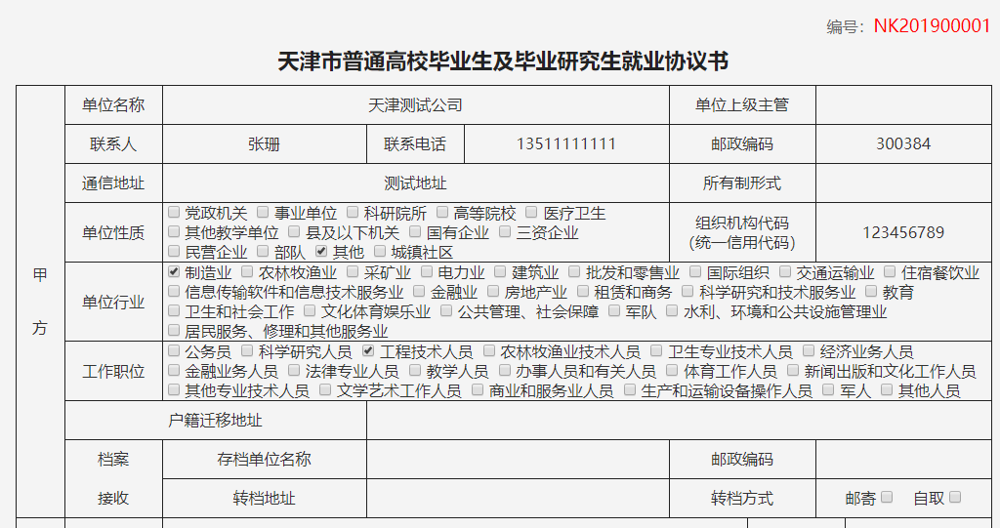 编号：NK201900001
天津市普通高校毕业生及毕业研究生就业协议书
甲
方
单位名称 天津测试公司 单位上级主管
联系人 张珊 联系电话 13511111111 邮政编码 300384
通信地址 测试地址 所有制形式
单位性质
党政机关 事业单位 科研院所 高等院校 医疗卫生
其他教学单位 县及以下机关 国有企业 三资企业
民营企业 部队 其他 城镇社区
组织机构代码
（统一信用代码）
123456789
单位行业
制造业 农林牧渔业 采矿业 电力业 建筑业 批发和零售业 国际组织 交通运输业 住宿餐饮业
信息传输软件和信息技术服务业 金融业 房地产业 租赁和商务 科学研究和技术服务业 教育
卫生和社会工作 文化体育娱乐业 公共管理、社会保障 军队 水利、环境和公共设施管理业
居民服务、修理和其他服务业
工作职位
公务员 科学研究人员 工程技术人员 农林牧渔业技术人员 卫生专业技术人员 经济业务人员
金融业务人员 法律专业人员 教学人员 办事人员和有关人员 体育工作人员 新闻出版和文化工作人员
其他专业技术人员 文学艺术工作人员 商业和服务业人员 生产和运输设备操作人员 军人 其他人员
户籍迁移地址
档案
接收
存档单位名称 邮政编码
转档地址 转档方式 邮寄 自取